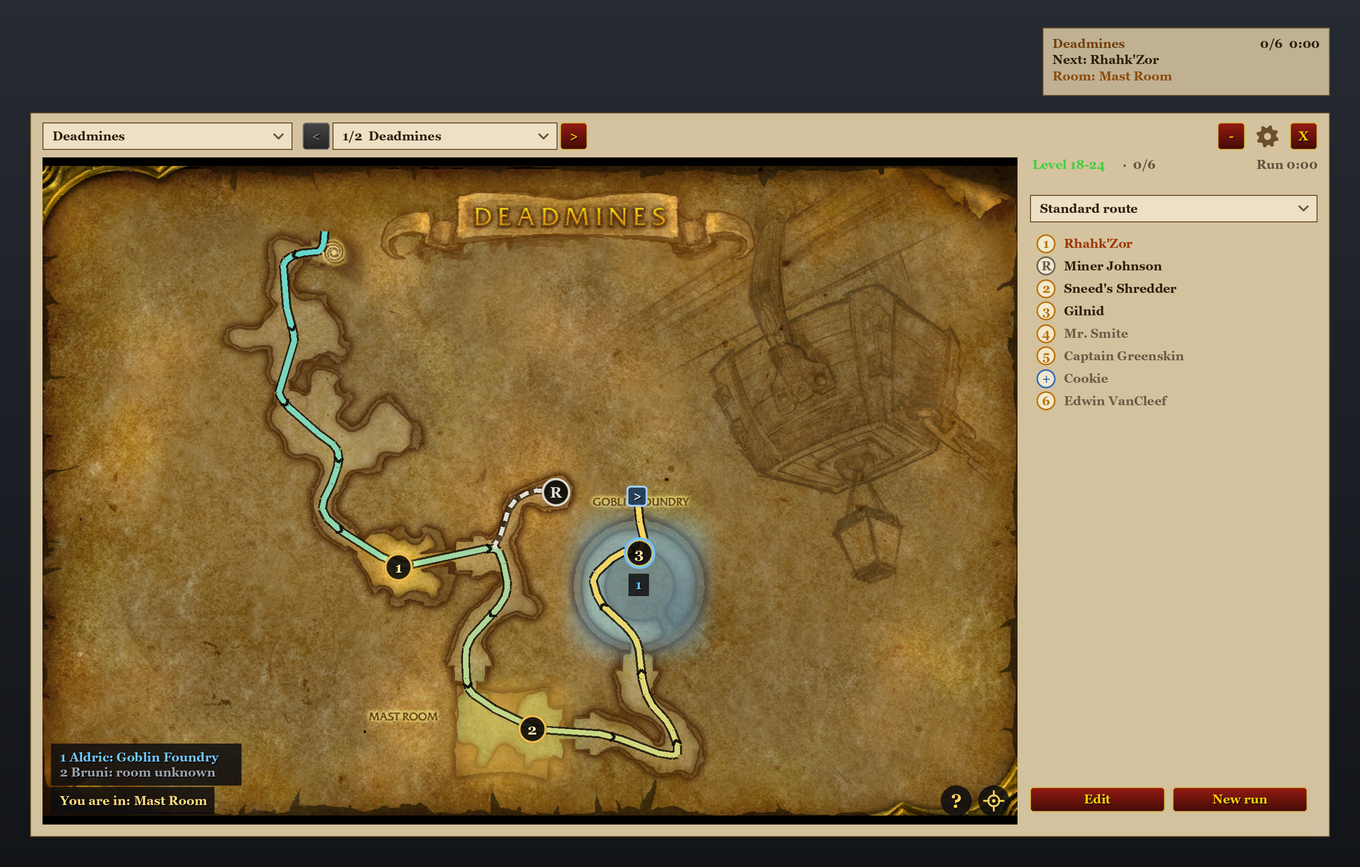 Deadmines 0/6 0:00
Next: Rhahk'Zor
Room: Mast Room
Deadmines < 1/2 Deadmines > - X
Level 18-24 · 0/6 Run 0:00
DEADMINES
Standard route
1 Rhahk'Zor
R Miner Johnson
2 Sneed's Shredder
3 Gilnid
4 Mr. Smite
5 Captain Greenskin
+ Cookie
6 Edwin VanCleef
R
GOBLIN FOUNDRY
>
3
1
1
MAST ROOM
2
1 Aldric: Goblin Foundry
2 Bruni: room unknown
You are in: Mast Room
?
Edit New run